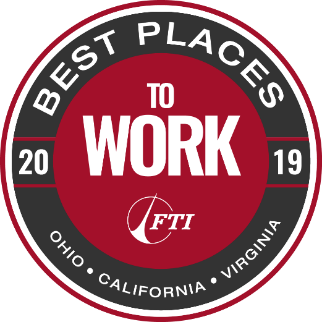 BEST PLACES
TO
WORK
20 19
FTI
OHIO • CALIFORNIA • VIRGINIA